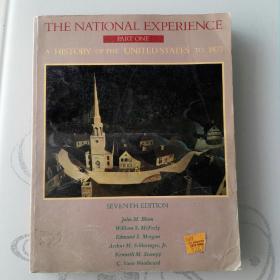 THE NATIONAL EXPERIENCE
PART ONE
A HISTORY OF THE UNITED STATES TO 1877
SEVENTH EDITION
John M. Blum
William S. McFeely
Edmund S. Morgan
Arthur M. Schlesinger, Jr.
Kenneth M. Stampp
C. Vann Woodward